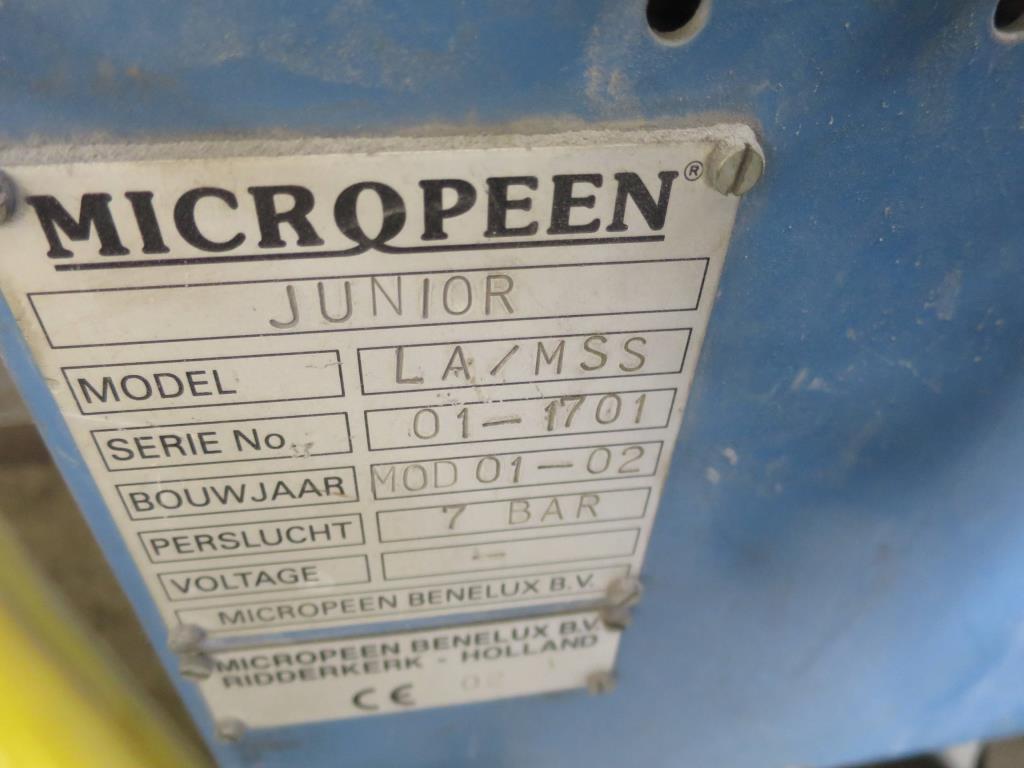 MICROPEEN®
JUNIOR
MODEL LA/MSS
SERIE No. 01-1701
BOUWJAAR MOD 01-02
PERSLUCHT 7 BAR
VOLTAGE -
MICROPEEN BENELUX B.V.
MICROPEEN BENELUX B.V.
RIDDERKERK - HOLLAND
CE 02